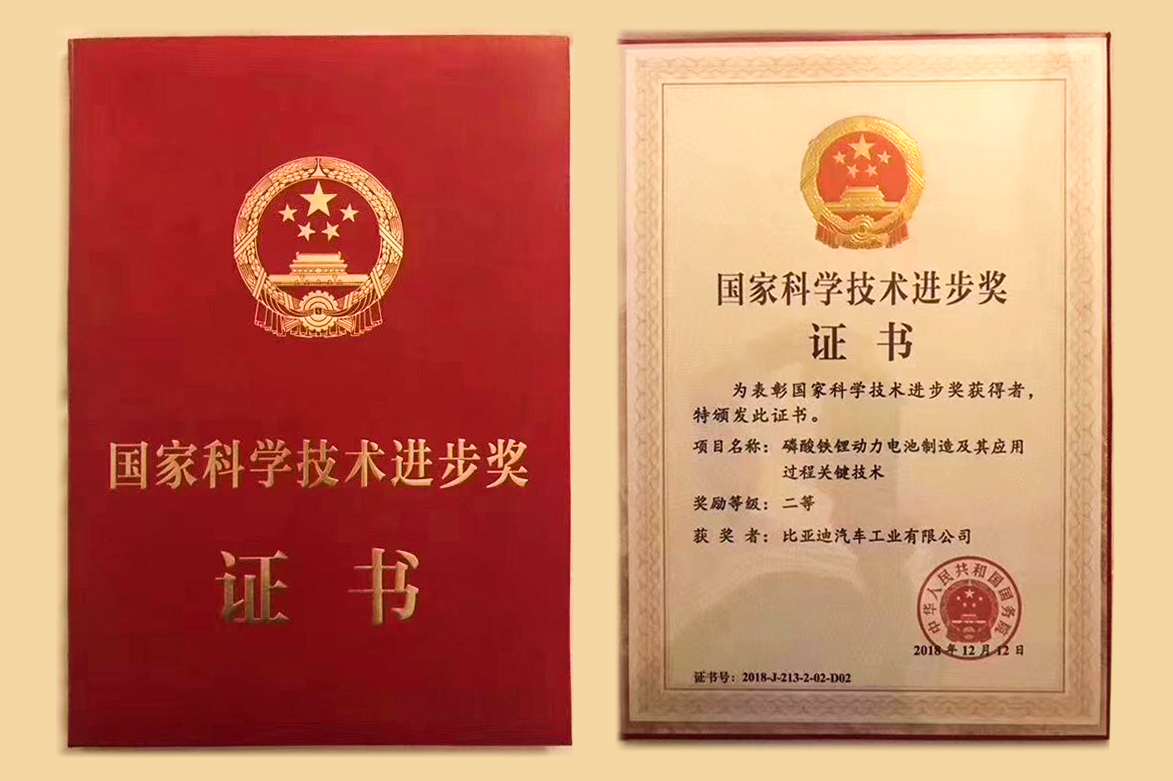 国家科学技术进步奖
证书
国家科学技术进步奖
证书
为表彰国家科学技术进步奖获得者，
特颁发此证书。
项目名称：磷酸铁锂动力电池制造及其应用
过程关键技术
奖励等级：二等
获奖者：比亚迪汽车工业有限公司
中华人民共和国国务院
2018年12月12日
证书号：2018-J-213-2-02-D02